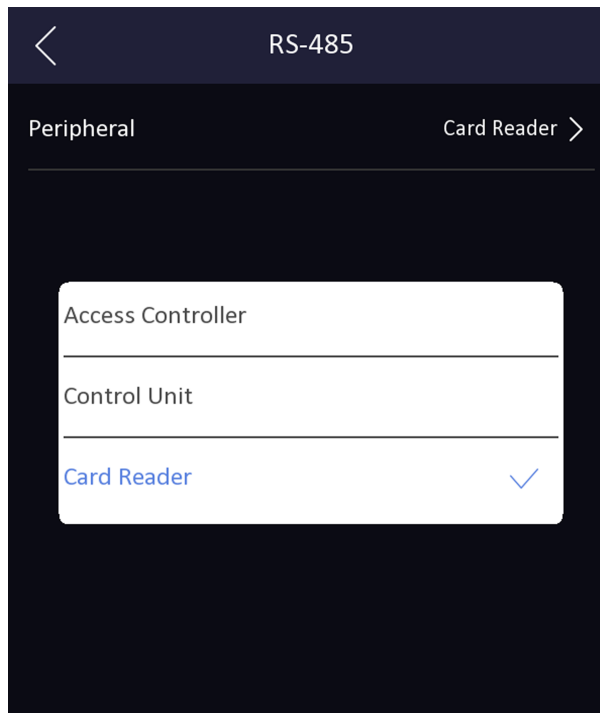 RS-485
Peripheral Card Reader
Access Controller
Control Unit
Card Reader